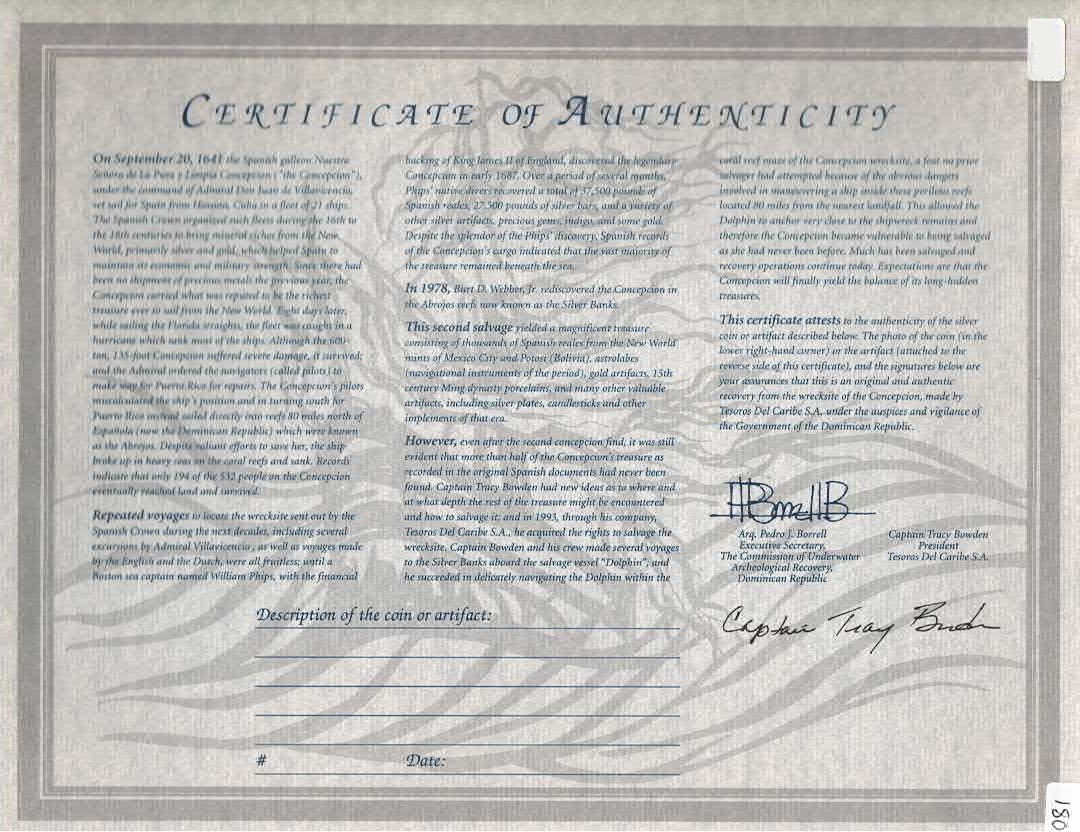 CERTIFICATE OF AUTHENTICITY
On September 20, 1641 the Spanish galleon Nuestra
Señora de La Pura y Limpia Concepcion ("the Concepcion"),
under the command of Admiral Don Juan de Villavicencio,
set sail for Spain from Havana, Cuba in a fleet of 21 ships.
The Spanish Crown organized such fleets during the 16th to
the 18th centuries to bring mineral riches from the New
World, primarily silver and gold, which helped Spain to
maintain its economic and military strength. Since there had
been no shipment of precious metals the previous year, the
Concepcion carried what was reputed to be the richest
treasure ever to sail from the New World. Eight days later,
while sailing the Florida straights, the fleet was caught in a
hurricane which sank most of the ships. Although the 600-
ton, 135-foot Concepcion suffered severe damage, it survived;
and the Admiral ordered the navigators (called pilots) to
make way for Puerto Rico for repairs. The Concepcion's pilots
miscalculated the ship's position and in turning south for
Puerto Rico instead sailed directly into reefs 80 miles north of
Española (now the Dominican Republic) which were known
as the Abrojos. Despite valiant efforts to save her, the ship
broke up in heavy seas on the coral reefs and sank. Records
indicate that only 194 of the 532 people on the Concepcion
eventually reached land and survived.
Repeated voyages to locate the wrecksite sent out by the
Spanish Crown during the next decades, including several
excursions by Admiral Villavicencio, as well as voyages made
by the English and the Dutch, were all fruitless; until a
Boston sea captain named William Phips, with the financial
backing of King James II of England, discovered the legendary
Concepcion in early 1687. Over a period of several months,
Phips' native divers recovered a total of 37,500 pounds of
Spanish reales, 27,500 pounds of silver bars, and a variety of
other silver artifacts, precious gems, indigo, and some gold.
Despite the splendor of the Phips' discovery, Spanish records
of the Concepcion's cargo indicated that the vast majority of
the treasure remained beneath the sea.
In 1978, Burt D. Webber, Jr. rediscovered the Concepcion in
the Abrojos reefs now known as the Silver Banks.
This second salvage yielded a magnificent treasure
consisting of thousands of Spanish reales from the New World
mints of Mexico City and Potosi (Bolivia), astrolabes
(navigational instruments of the period), gold artifacts, 15th
century Ming dynasty porcelains, and many other valuable
artifacts, including silver plates, candlesticks and other
implements of that era.
However, even after the second concepcion find, it was still
evident that more than half of the Concepcion's treasure as
recorded in the original Spanish documents had never been
found. Captain Tracy Bowden had new ideas as to where and
at what depth the rest of the treasure might be encountered
and how to salvage it; and in 1993, through his company,
Tesoros Del Caribe S.A., he acquired the rights to salvage the
wrecksite. Captain Bowden and his crew made several voyages
to the Silver Banks aboard the salvage vessel "Dolphin", and
he succeeded in delicately navigating the Dolphin within the
coral reef maze of the Concepcion wrecksite, a feat no prior
salvager had attempted because of the obvious dangers
involved in maneuvering a ship inside these perilous reefs
located 80 miles from the nearest landfall. This allowed the
Dolphin to anchor very close to the shipwreck remains and
therefore the Concepcion became vulnerable to being salvaged
as she had never been before. Much has been salvaged and
recovery operations continue today. Expectations are that the
Concepcion will finally yield the balance of its long-hidden
treasures.
This certificate attests to the authenticity of the silver
coin or artifact described below. The photo of the coin (in the
lower right-hand corner) or the artifact (attached to the
reverse side of this certificate), and the signatures below are
your assurances that this is an original and authentic
recovery from the wrecksite of the Concepcion, made by
Tesoros Del Caribe S.A. under the auspices and vigilance of
the Government of the Dominican Republic.
Arq. Pedro J. Borrell
Executive Secretary,
The Commission of Underwater
Archeological Recovery,
Dominican Republic
Captain Tracy Bowden
President
Tesoros Del Caribe S.A.
Captain Tracy Bowden
Description of the coin or artifact:
# Date:
180